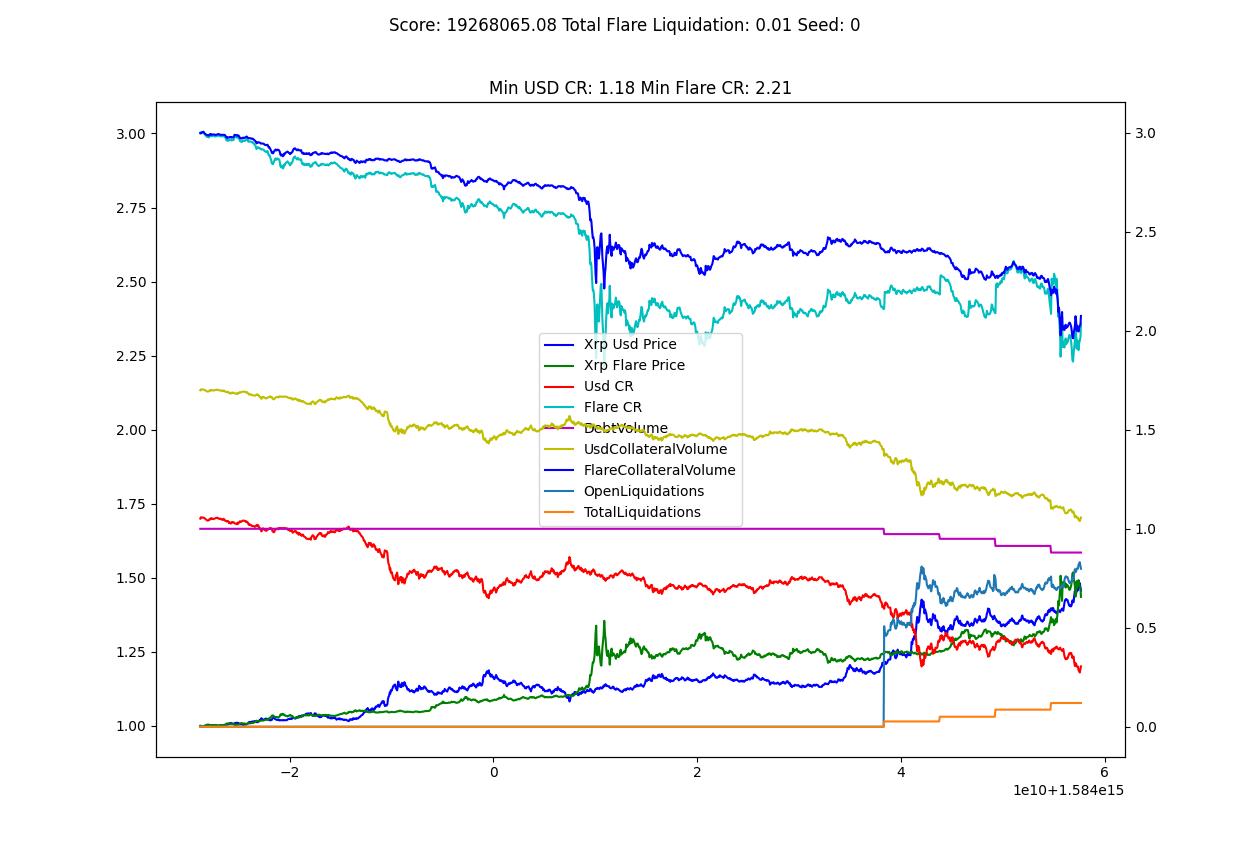 Score: 19268065.08 Total Flare Liquidation: 0.01 Seed: 0
Min USD CR: 1.18 Min Flare CR: 2.21
3.00
2.75
2.50
2.25
2.00
1.75
1.50
1.25
1.00
3.0
2.5
2.0
1.5
1.0
0.5
0.0
Xrp Usd Price
Xrp Flare Price
Usd CR
Flare CR
DebtVolume
UsdCollateralVolume
FlareCollateralVolume
OpenLiquidations
TotalLiquidations
−2 0 2 4 6
1e10+1.584e15